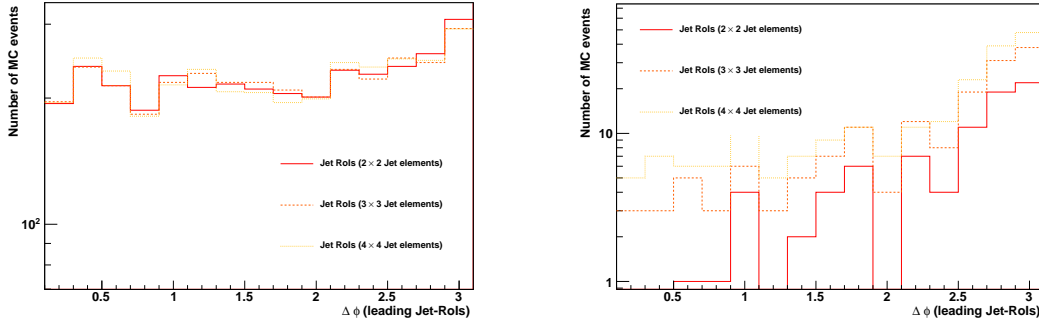 Number of MC events
10²
Jet RoIs (2 × 2 Jet elements)
Jet RoIs (3 × 3 Jet elements)
Jet RoIs (4 × 4 Jet elements)
0.5 1 1.5 2 2.5 3
Δ ϕ (leading Jet-RoIs)
Number of MC events
10
1
Jet RoIs (2 × 2 Jet elements)
Jet RoIs (3 × 3 Jet elements)
Jet RoIs (4 × 4 Jet elements)
0.5 1 1.5 2 2.5 3
Δ ϕ (leading Jet-RoIs)